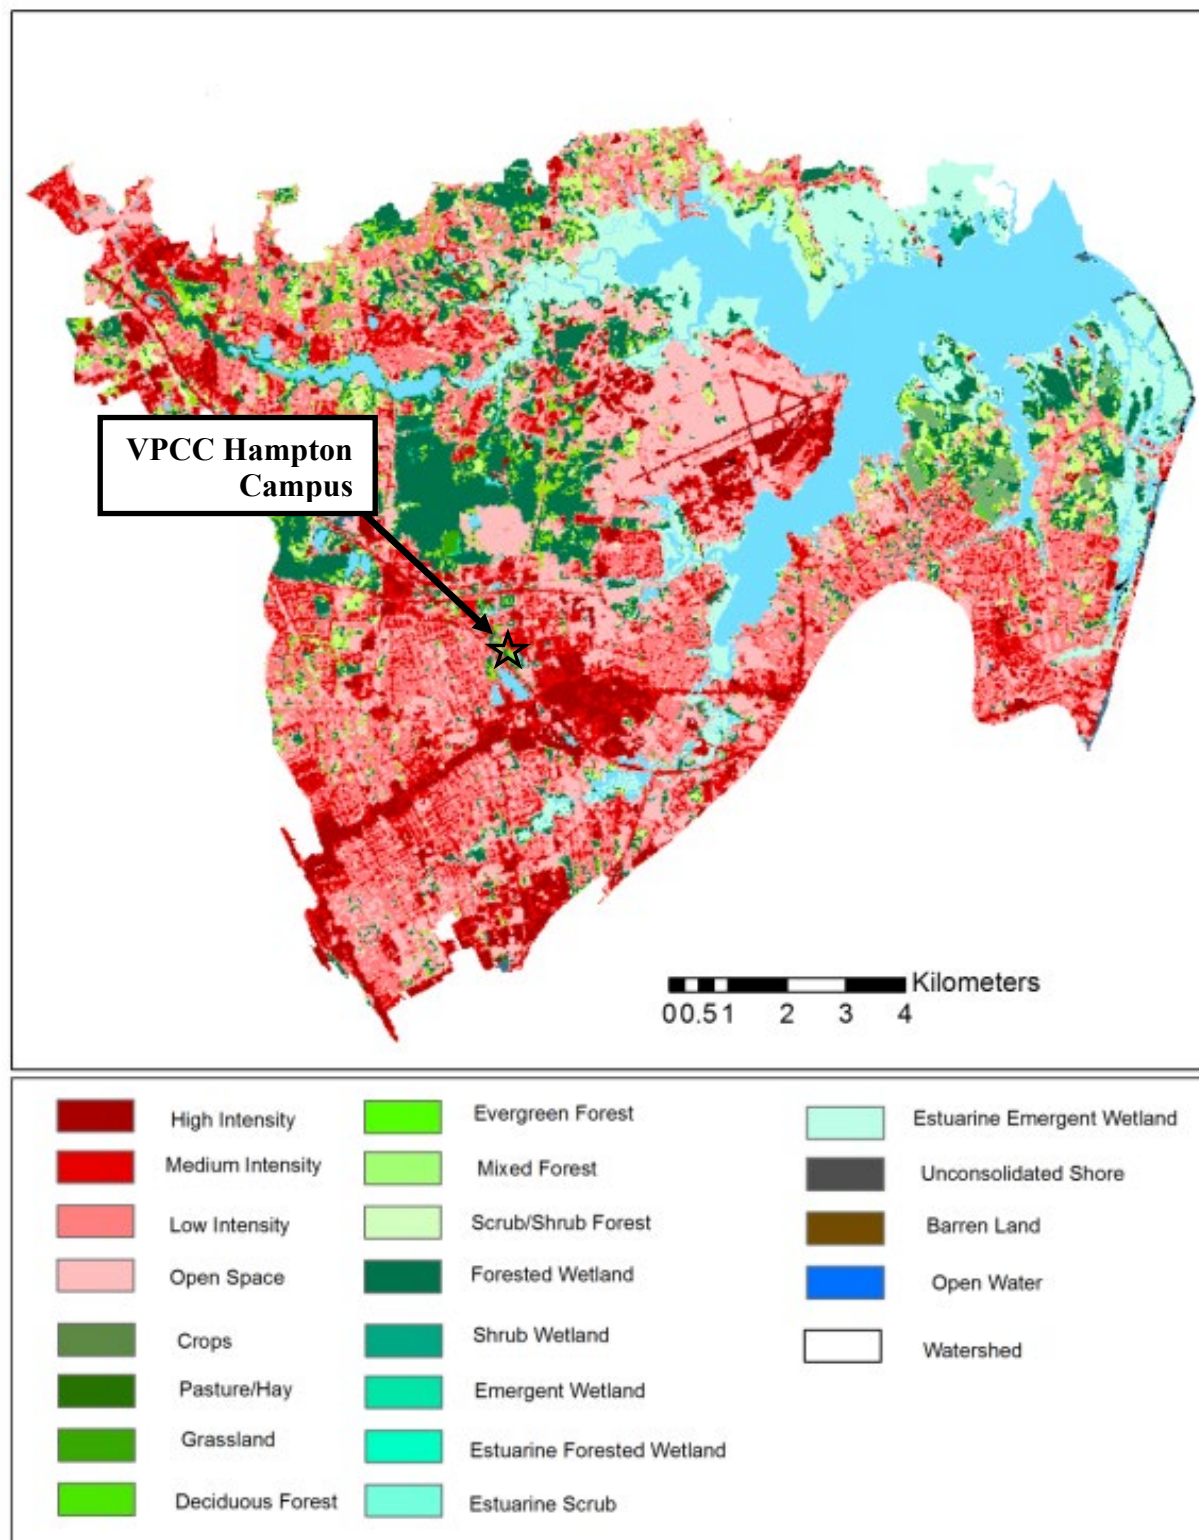 VPCC Hampton
Campus
Kilometers
0 0.5 1 2 3 4
High Intensity
Medium Intensity
Low Intensity
Open Space
Crops
Pasture/Hay
Grassland
Deciduous Forest
Evergreen Forest
Mixed Forest
Scrub/Shrub Forest
Forested Wetland
Shrub Wetland
Emergent Wetland
Estuarine Forested Wetland
Estuarine Scrub
Estuarine Emergent Wetland
Unconsolidated Shore
Barren Land
Open Water
Watershed